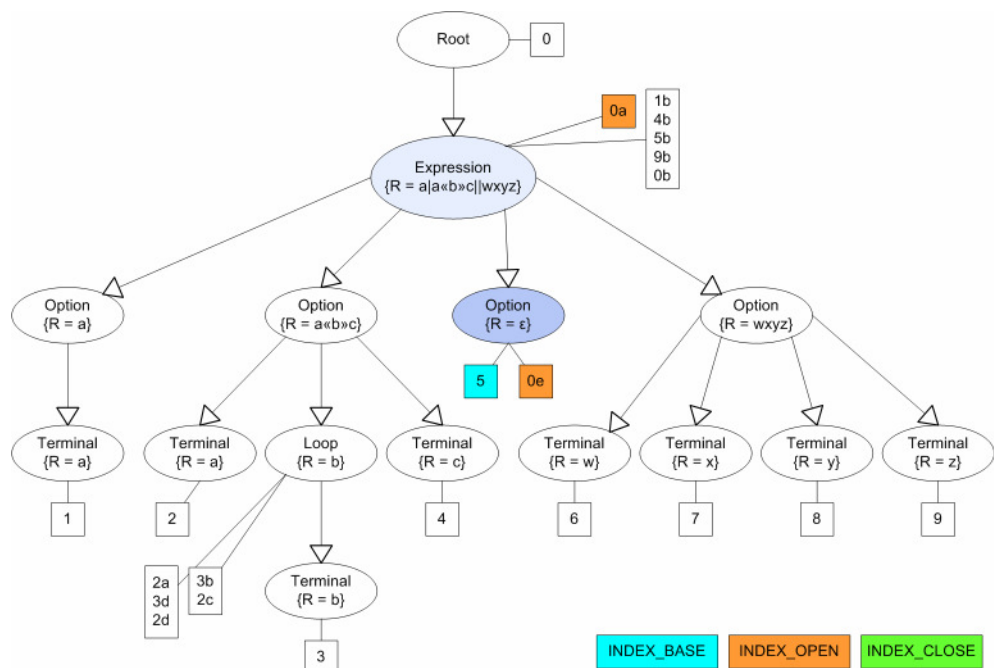 Root
0
0a
1b
4b
5b
9b
0b
Expression
{R = a|a«b»c||wxyz}
Option
{R = a}
Option
{R = a«b»c}
Option
{R = ε}
Option
{R = wxyz}
5
0e
Terminal
{R = a}
Terminal
{R = a}
Loop
{R = b}
Terminal
{R = c}
Terminal
{R = w}
Terminal
{R = x}
Terminal
{R = y}
Terminal
{R = z}
1
2
4
6
7
8
9
2a
3d
2d
3b
2c
Terminal
{R = b}
3
INDEX_BASE
INDEX_OPEN
INDEX_CLOSE